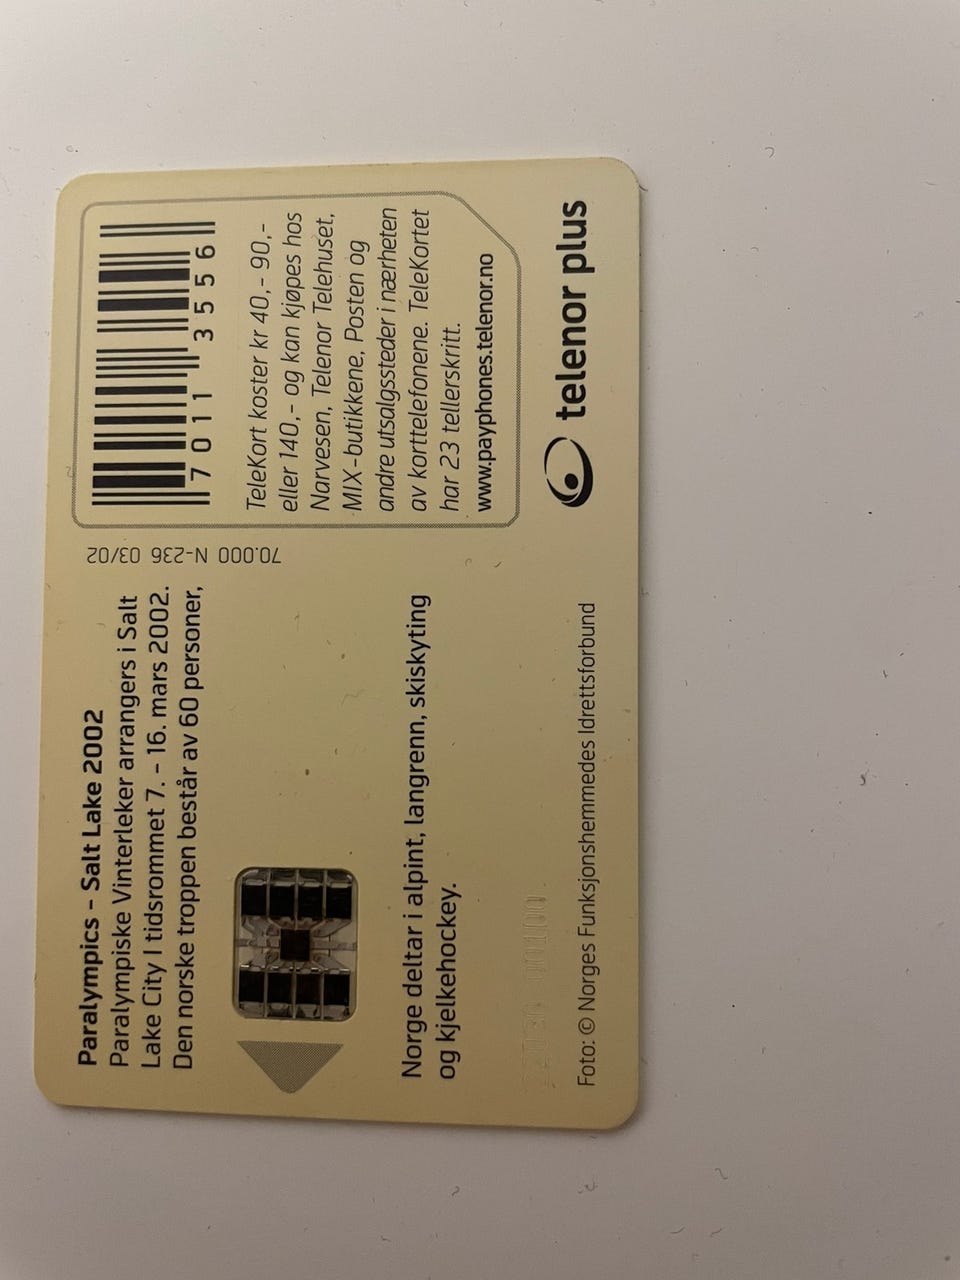 Paralympics - Salt Lake 2002
Paralympiske Vinterleker arrangers i Salt
Lake City I tidsrommet 7. - 16. mars 2002.
Den norske troppen består av 60 personer,
Norge deltar i alpint, langrenn, skiskyting
og kjelkehockey.
Foto: © Norges Funksjonshemmedes Idrettsforbund
70.000 N-236 03/02
7011 3556
TeleKort koster kr 40,- 90,-
eller 140,- og kan kjøpes hos
Narvesen, Telenor Telehuset,
MIX-butikkene, Posten og
andre utsalgssteder i nærheten
av korttelefonene. TeleKortet
har 23 tellerskritt.
www.payphones.telenor.no
telenor plus